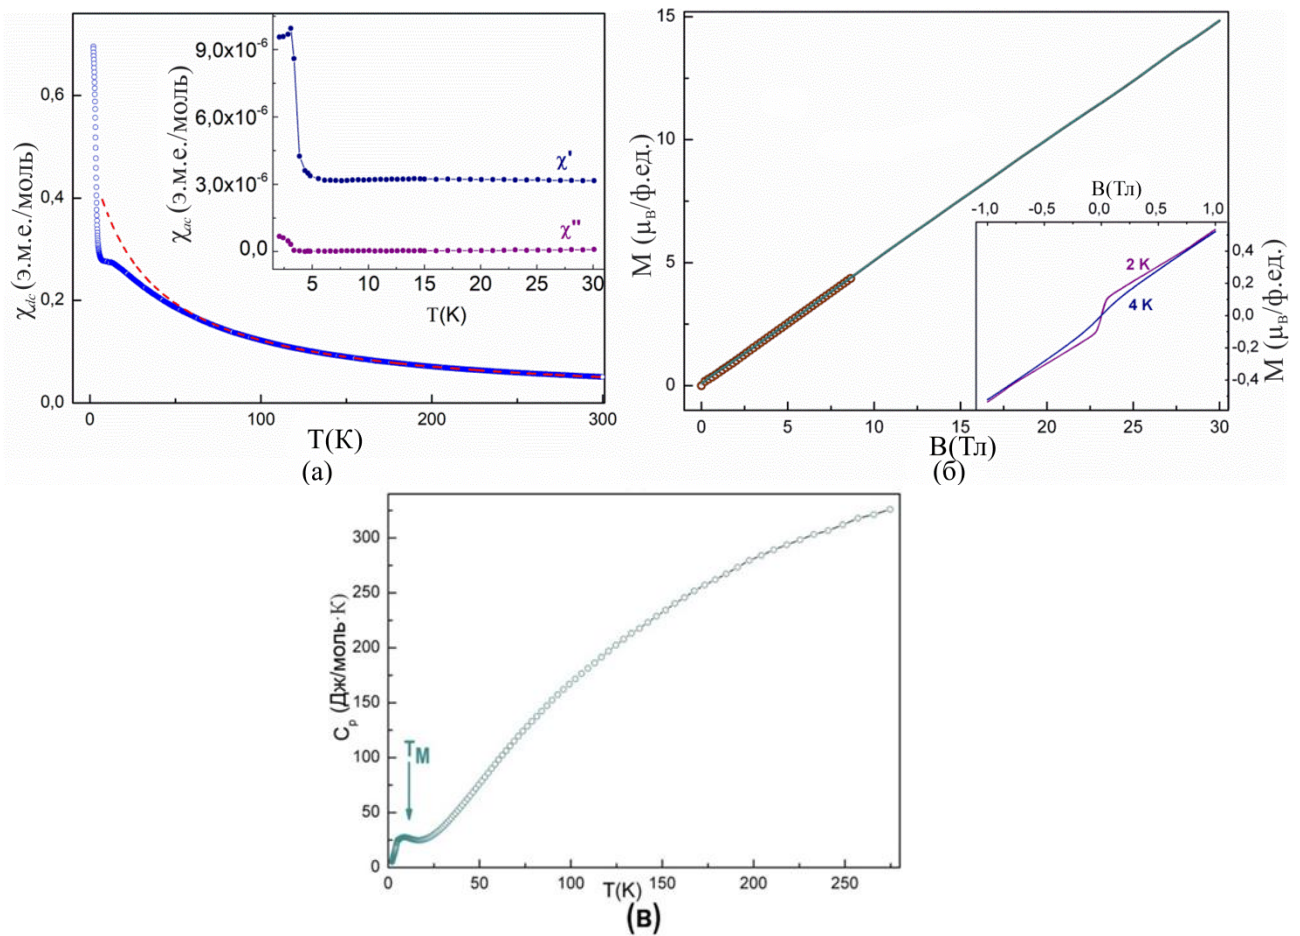 χdc (э.м.е./моль)
0,6
0,4
0,2
0,0
0
100
200
300
T(K)
(а)
χac (э.м.е./моль)
9,0x10⁻⁶
6,0x10⁻⁶
3,0x10⁻⁶
0,0
χ'
χ''
5
10
15
20
25
30
T(K)
M (μB/ф.ед.)
15
10
5
0
0
5
10
15
20
25
30
B(Тл)
(б)
B(Тл)
-1,0
-0,5
0,0
0,5
1,0
2 K
4 K
0,4
0,2
0,0
-0,2
-0,4
M (μB/ф.ед.)
Cp (Дж/моль·К)
300
250
200
150
100
50
0
TM
0
50
100
150
200
250
T(K)
(в)